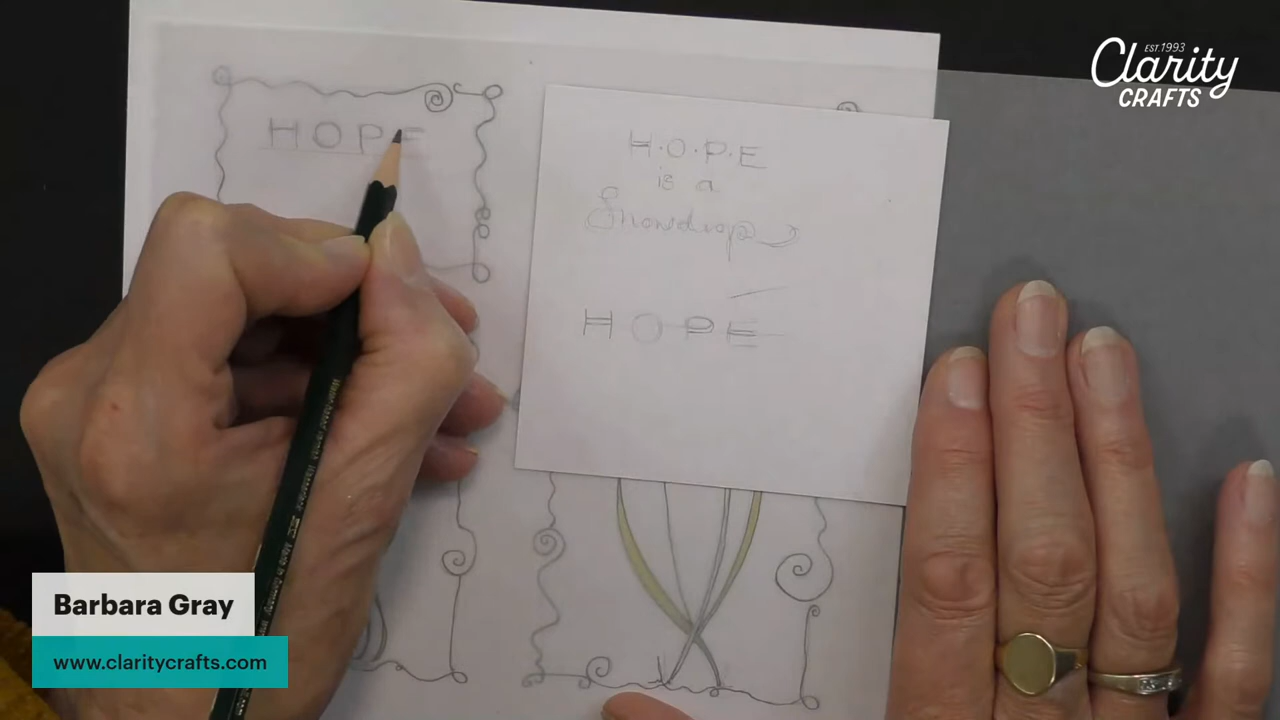 EST.1993
Clarity
CRAFTS
HOPE
H·O·P·E
is a
Snowdrop
HOPE
Barbara Gray
www.claritycrafts.com